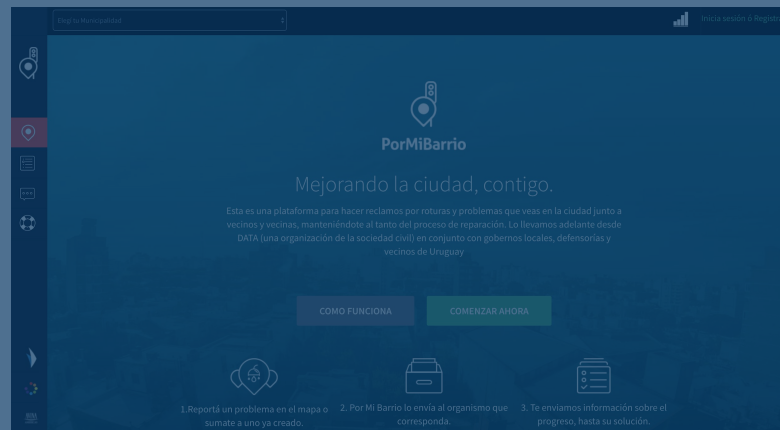 Elegí tu Municipalidad
Inicia sesión ó Registr
PorMiBarrio
Mejorando la ciudad, contigo.
Esta es una plataforma para hacer reclamos por roturas y problemas que veas en la ciudad junto a
vecinos y vecinas, manteniéndote al tanto del proceso de reparación. Lo llevamos adelante desde
DATA (una organización de la sociedad civil) en conjunto con gobernos locales, defensorías y
vecinos de Uruguay
COMO FUNCIONA
COMENZAR AHORA
1.Reportá un problema en el mapa o
sumate a uno ya creado.
2. Por Mi Barrio lo envía al organismo que
corresponda.
3. Te enviamos información sobre el
progreso, hasta su solución.